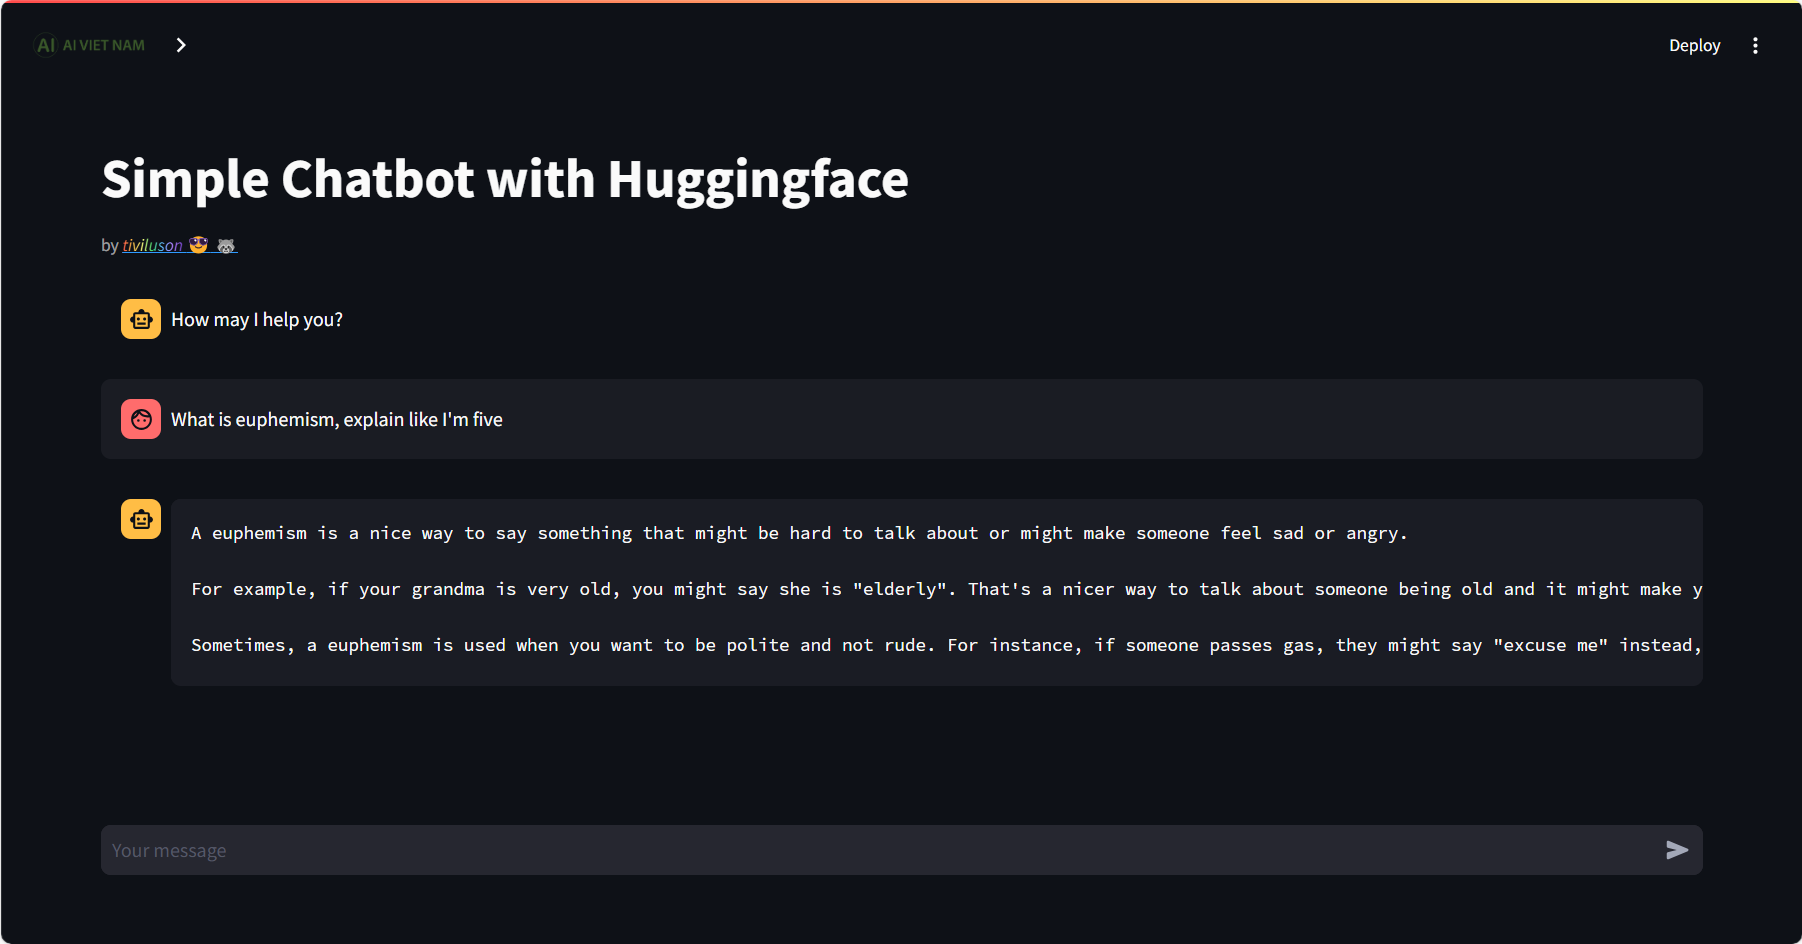 AI AI VIET NAM
Deploy
Simple Chatbot with Huggingface
by tiviluson
How may I help you?
What is euphemism, explain like I'm five
A euphemism is a nice way to say something that might be hard to talk about or might make someone feel sad or angry.
For example, if your grandma is very old, you might say she is "elderly". That's a nicer way to talk about someone being old and it might make y
Sometimes, a euphemism is used when you want to be polite and not rude. For instance, if someone passes gas, they might say "excuse me" instead,
Your message